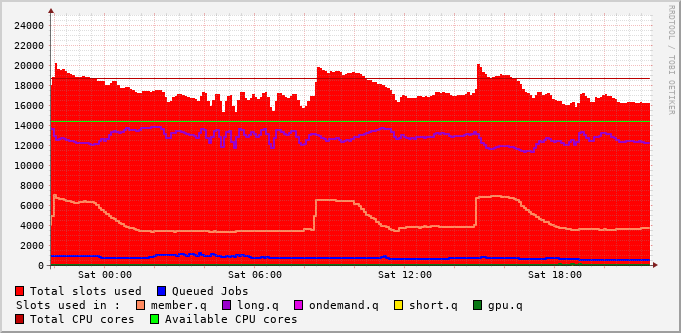 24000
22000
20000
18000
16000
14000
12000
10000
8000
6000
4000
2000
0
Sat 00:00 Sat 06:00 Sat 12:00 Sat 18:00
RRDTOOL / TOBI OETIKER
Total slots used Queued Jobs
Slots used in : member.q long.q ondemand.q short.q gpu.q
Total CPU cores Available CPU cores